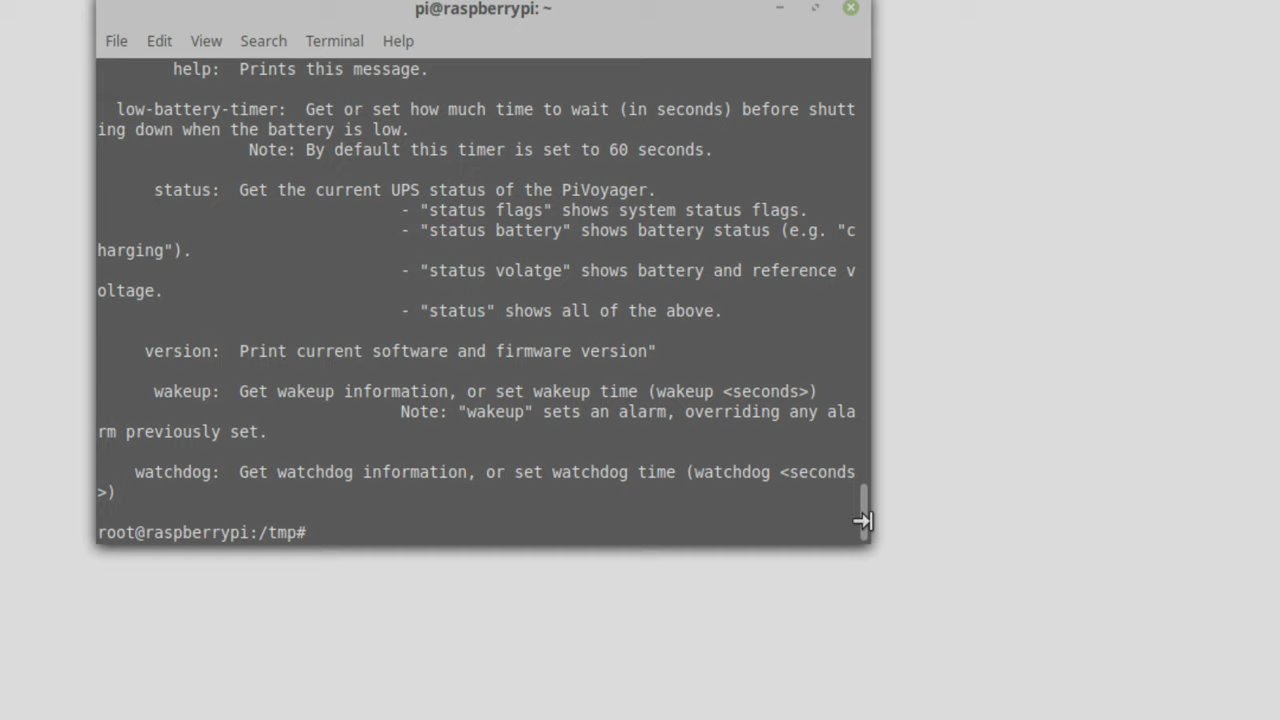 pi@raspberrypi: ~
File Edit View Search Terminal Help
help: Prints this message.
low-battery-timer: Get or set how much time to wait (in seconds) before shutt
ing down when the battery is low.
Note: By default this timer is set to 60 seconds.
status: Get the current UPS status of the PiVoyager.
- "status flags" shows system status flags.
- "status battery" shows battery status (e.g. "c
harging").
- "status volatge" shows battery and reference v
oltage.
- "status" shows all of the above.
version: Print current software and firmware version"
wakeup: Get wakeup information, or set wakeup time (wakeup <seconds>)
Note: "wakeup" sets an alarm, overriding any ala
rm previously set.
watchdog: Get watchdog information, or set watchdog time (watchdog <seconds
>)
root@raspberrypi:/tmp#